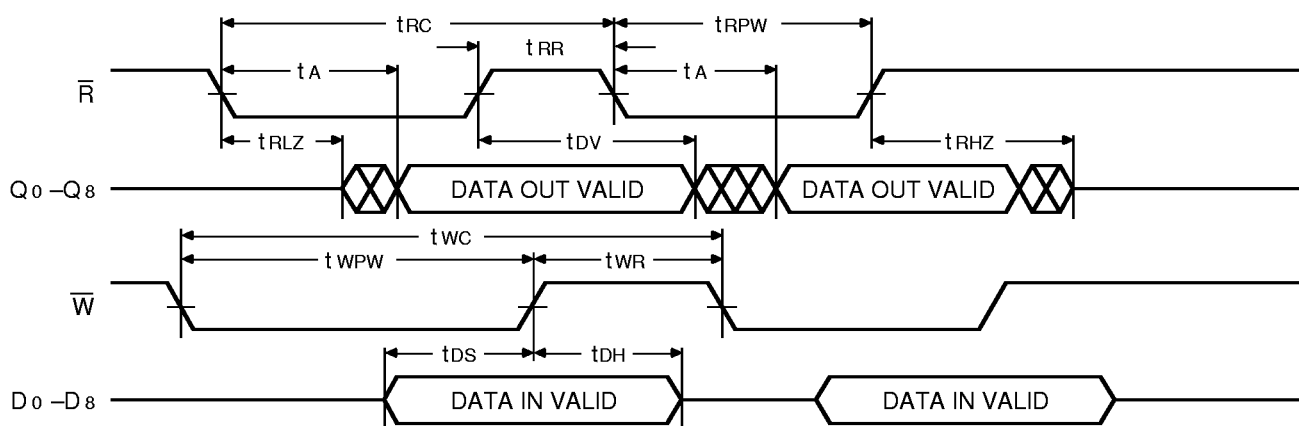 tRC tRPW
tRR
tA tA
R̅
tRLZ tDV tRHZ
Q0–Q8 DATA OUT VALID DATA OUT VALID
tWC
tWPW tWR
W̅
tDS tDH
D0–D8 DATA IN VALID DATA IN VALID